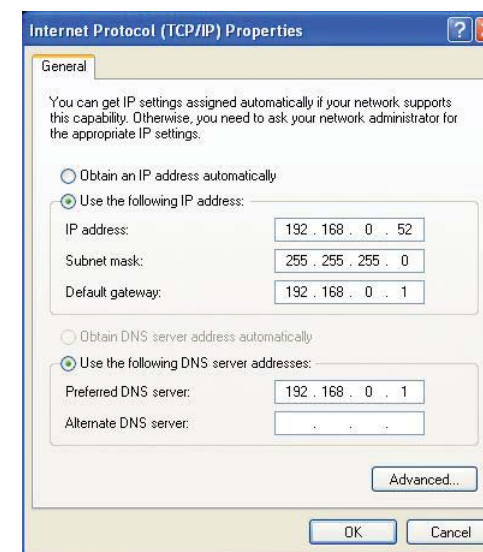 Internet Protocol (TCP/IP) Properties
General
You can get IP settings assigned automatically if your network supports
this capability. Otherwise, you need to ask your network administrator for
the appropriate IP settings.
Obtain an IP address automatically
Use the following IP address:
IP address: 192 . 168 . 0 . 52
Subnet mask: 255 . 255 . 255 . 0
Default gateway: 192 . 168 . 0 . 1
Obtain DNS server address automatically
Use the following DNS server addresses:
Preferred DNS server: 192 . 168 . 0 . 1
Alternate DNS server: . . .
Advanced...
OK Cancel